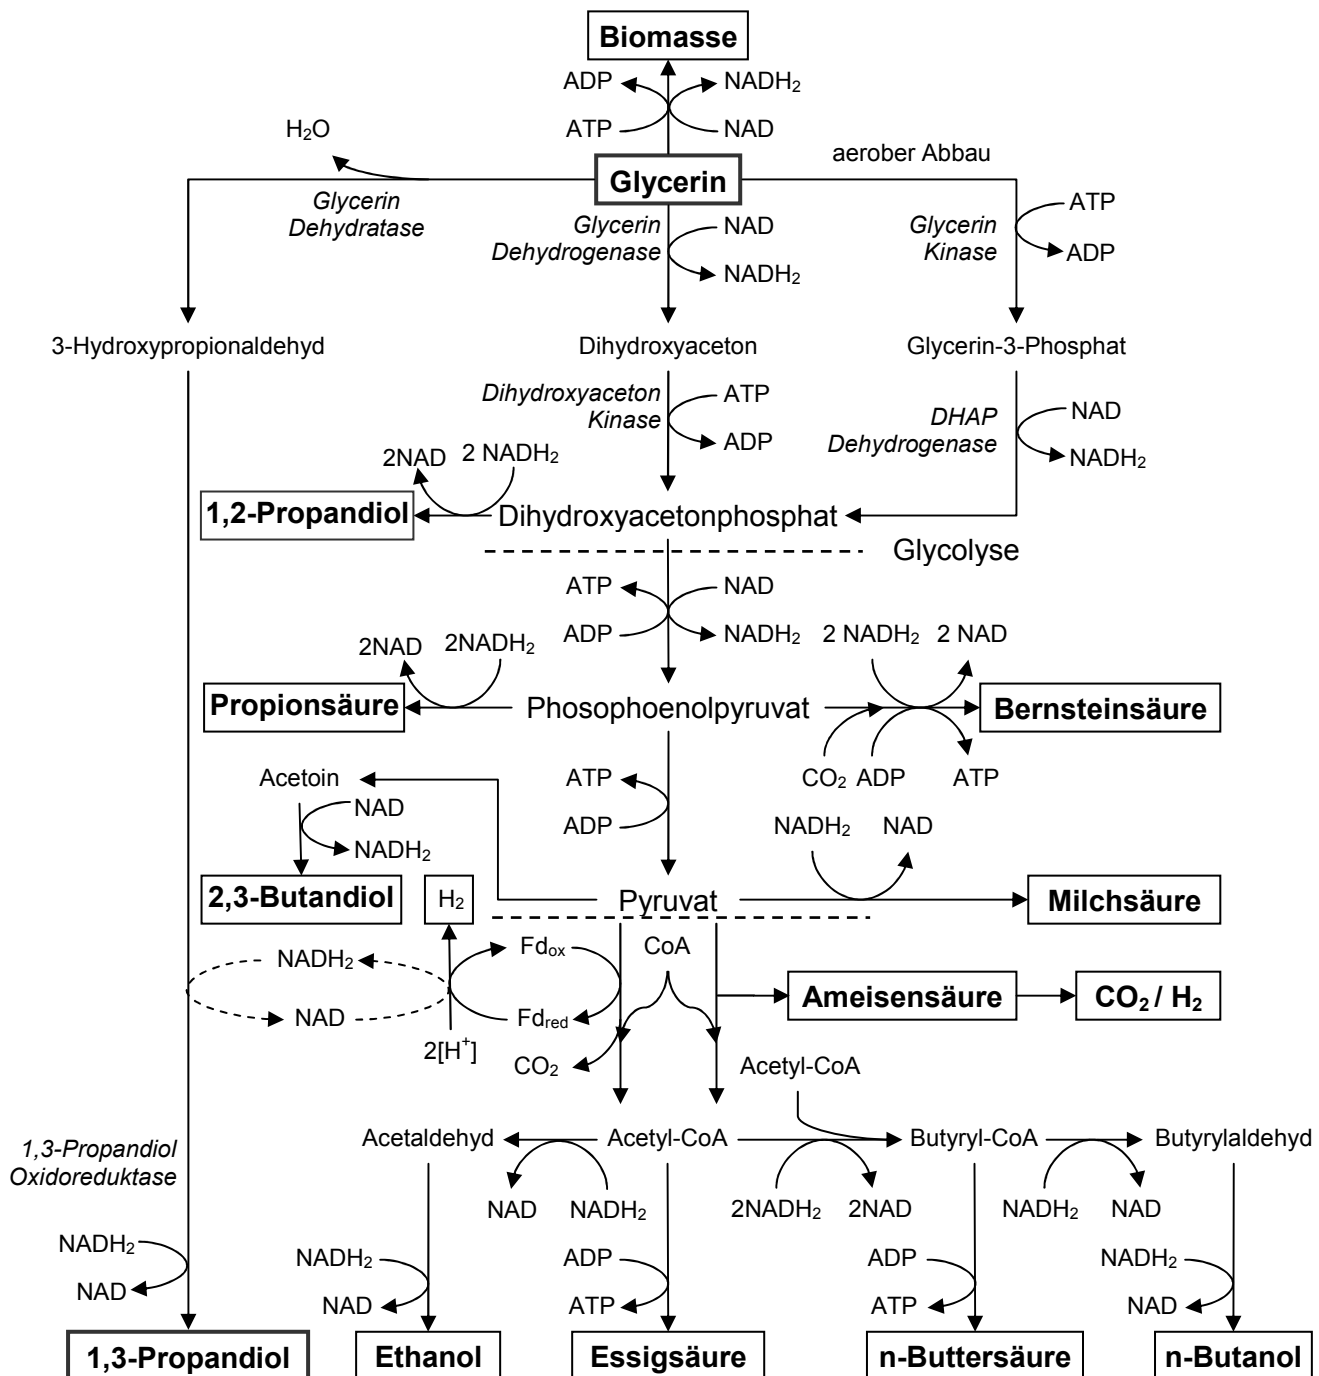 Biomasse
ADP
NADH₂
ATP
NAD
H₂O
aerober Abbau
Glycerin
Glycerin
Dehydratase
Glycerin
Dehydrogenase
NAD
NADH₂
Glycerin
Kinase
ATP
ADP
3-Hydroxypropionaldehyd
Dihydroxyaceton
Glycerin-3-Phosphat
Dihydroxyaceton
Kinase
ATP
ADP
DHAP
Dehydrogenase
NAD
NADH₂
2NAD
2 NADH₂
1,2-Propandiol
Dihydroxyacetonphosphat
Glycolyse
ATP
NAD
ADP
NADH₂
2NAD
2NADH₂
2 NADH₂
2 NAD
Propionsäure
Phosophoenolpyruvat
Bernsteinsäure
CO₂
ADP
ATP
Acetoin
ATP
ADP
NAD
NADH₂
NADH₂
NAD
2,3-Butandiol
H₂
Pyruvat
Milchsäure
NADH₂
NAD
Fdox
CoA
Fdred
2[H⁺]
CO₂
Ameisensäure
CO₂ / H₂
Acetyl-CoA
1,3-Propandiol
Oxidoreduktase
Acetaldehyd
Acetyl-CoA
Butyryl-CoA
Butyrylaldehyd
NAD
NADH₂
2NADH₂
2NAD
NADH₂
NAD
NADH₂
NAD
NADH₂
NAD
ADP
ATP
ADP
ATP
NADH₂
NAD
1,3-Propandiol
Ethanol
Essigsäure
n-Buttersäure
n-Butanol